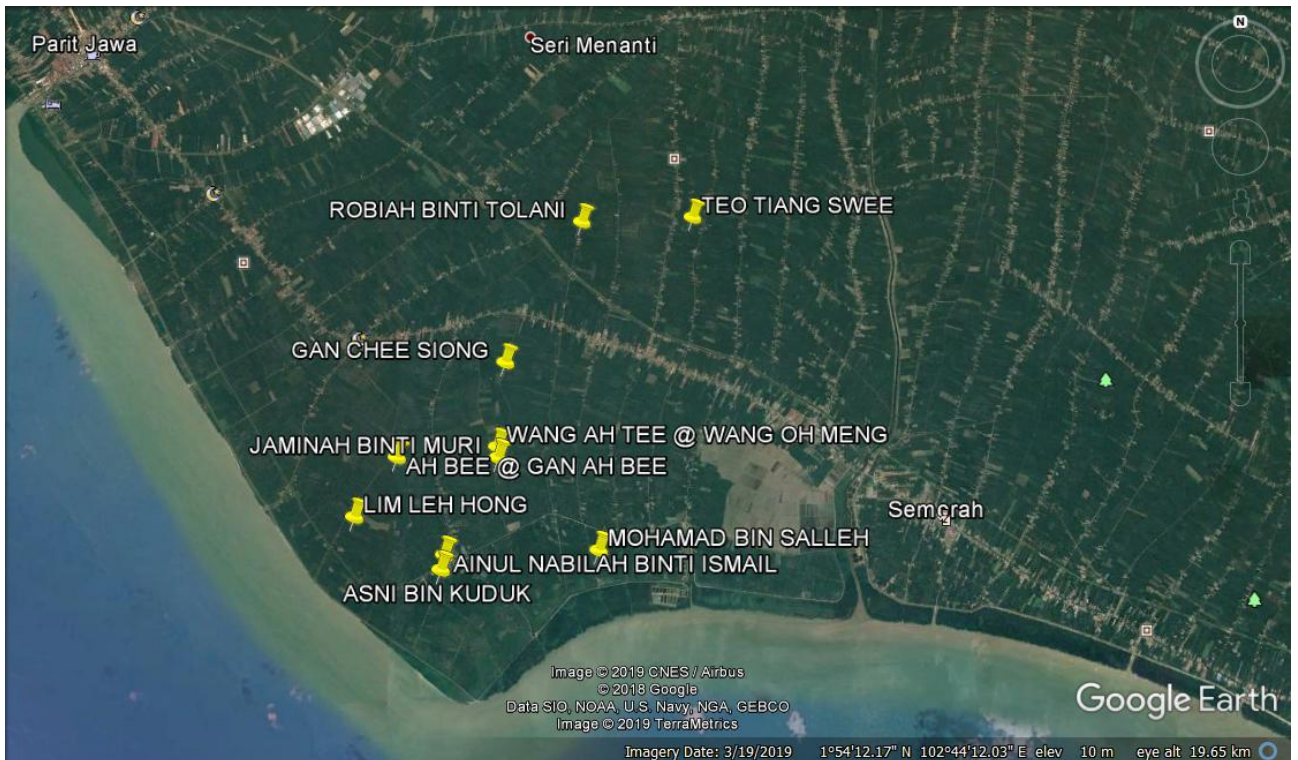 Parit Jawa
Seri Menanti
N
ROBIAH BINTI TOLANI
TEO TIANG SWEE
GAN CHEE SIONG
WANG AH TEE @ WANG OH MENG
JAMINAH BINTI MURI
AH BEE @ GAN AH BEE
LIM LEH HONG
Semerah
MOHAMAD BIN SALLEH
AINUL NABILAH BINTI ISMAIL
ASNI BIN KUDUK
Image © 2019 CNES / Airbus
© 2018 Google
Data SIO, NOAA, U.S. Navy, NGA, GEBCO
Image © 2019 TerraMetrics
Google Earth
Imagery Date: 3/19/2019 1°54'12.17" N 102°44'12.03" E elev 10 m eye alt 19.65 km